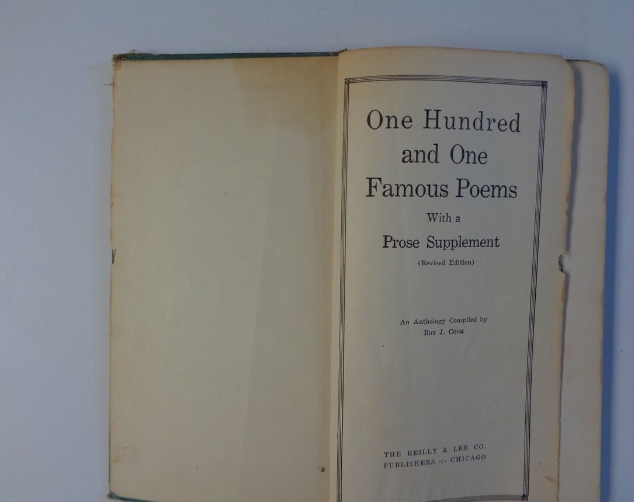 One Hundred
and One
Famous Poems
With a
Prose Supplement
(Revised Edition)
An Anthology Compiled by
Roy J. Cook
THE REILLY & LEE CO.
PUBLISHERS -:- CHICAGO